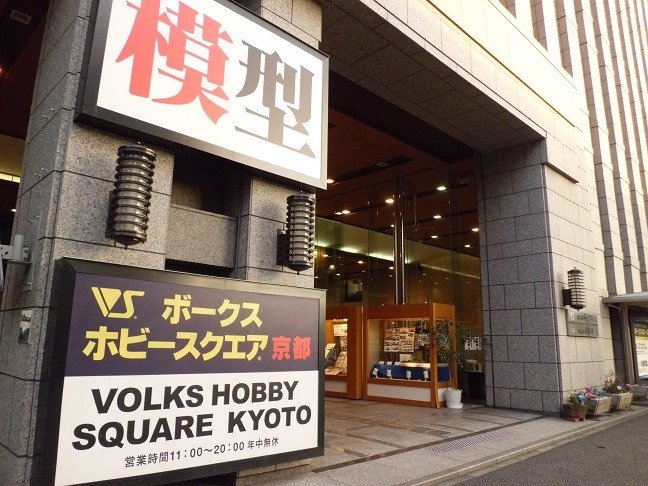 模型
VS.
ボークス
ホビースクエア京都
VOLKS HOBBY
SQUARE KYOTO
営業時間11:00〜20:00 年中無休